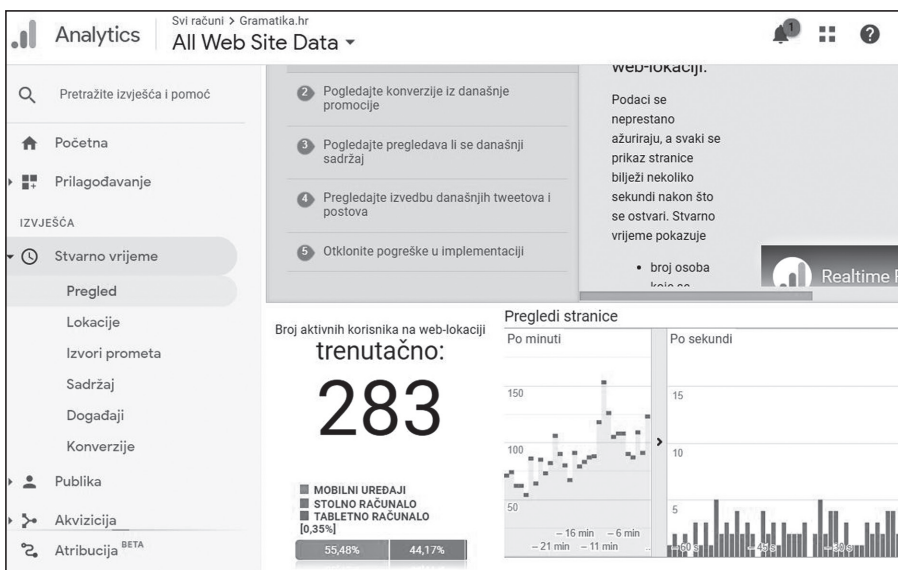 Analytics
Svi računi > Gramatika.hr
All Web Site Data
1
Pretražite izvješća i pomoć
Početna
Prilagođavanje
IZVJEŠĆA
Stvarno vrijeme
Pregled
Lokacije
Izvori prometa
Sadržaj
Događaji
Konverzije
Publika
Akvizicija
Atribucija BETA
2 Pogledajte konverzije iz današnje
promocije
3 Pogledajte pregledava li se današnji
sadržaj
4 Pregledajte izvedbu današnjih tweetova i
postova
5 Otklonite pogreške u implementaciji
web-lokaciji.
Podaci se
neprestano
ažuriraju, a svaki se
prikaz stranice
bilježi nekoliko
sekundi nakon što
se ostvari. Stvarno
vrijeme pokazuje
• broj osoba
Realtime
Broj aktivnih korisnika na web-lokaciji
trenutačno:
283
MOBILNI UREĐAJI
STOLNO RAČUNALO
TABLETNO RAČUNALO
[0,35%]
55,48% 44,17%
Pregledi stranice
Po minuti
150
100
50
– 16 min – 6 min
– 21 min – 11 min
Po sekundi
15
10
5
– 60 s – 45 s – 30 s